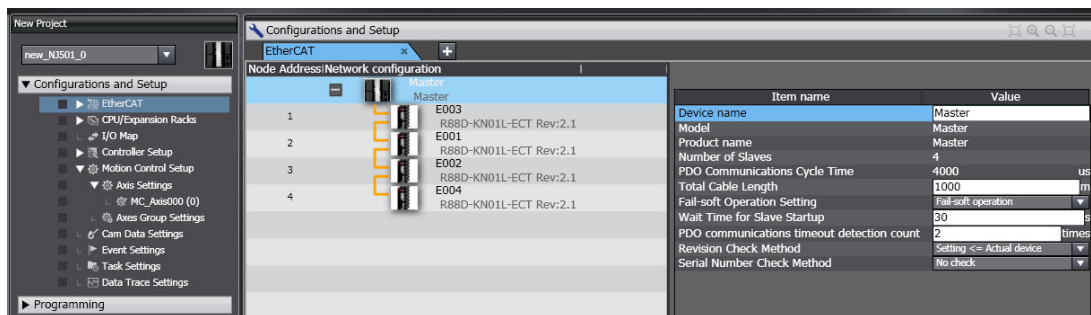 New Project
new_NJ501_0
Configurations and Setup
EtherCAT
CPU/Expansion Racks
I/O Map
Controller Setup
Motion Control Setup
Axis Settings
MC_Axis000 (0)
Axes Group Settings
Cam Data Settings
Event Settings
Task Settings
Data Trace Settings
Programming
Configurations and Setup
EtherCAT
Node Address Network configuration
Master
Master
1 E003
R88D-KN01L-ECT Rev:2.1
2 E001
R88D-KN01L-ECT Rev:2.1
3 E002
R88D-KN01L-ECT Rev:2.1
4 E004
R88D-KN01L-ECT Rev:2.1
Item name Value
Device name Master
Model Master
Product name Master
Number of Slaves 4
PDO Communications Cycle Time 4000 us
Total Cable Length 1000 m
Fail-soft Operation Setting Fail-soft operation
Wait Time for Slave Startup 30 s
PDO communications timeout detection count 2 times
Revision Check Method Setting <= Actual device
Serial Number Check Method No check